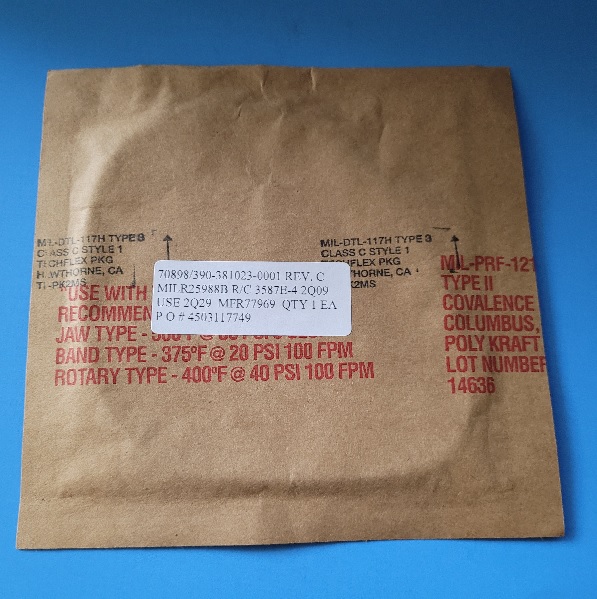 MIL-DTL-117H TYPE 3
CLASS C STYLE 1
TECHFLEX PKG
HAWTHORNE, CA
MIL-DTL-117H TYPE 3
CLASS C STYLE 1
TECHFLEX PKG
HAWTHORNE, CA
70898/390-381023-0001 REV, C
MILR25988B R/C 3587H-4 2Q09
USE 2Q29 MFR77969 QTY 1 EA
P O # 4503117749
USE WITH
JAW TYPE -
BAND TYPE - 375°F @ 20 PSI 100 FPM
ROTARY TYPE - 400°F @ 40 PSI 100 FPM
MIL-PRF-121
TYPE II
COVALENCE
COLUMBUS,
POLY KRAFT
LOT NUMBER
14636